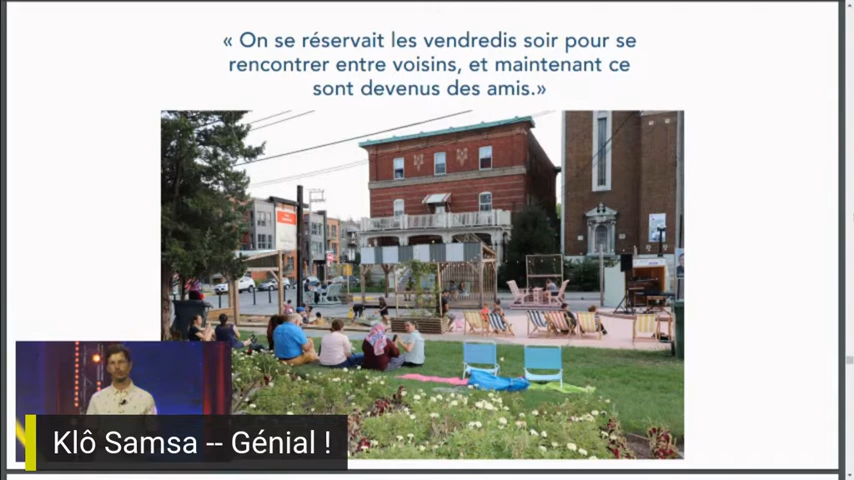 « On se réservait les vendredis soir pour se
rencontrer entre voisins, et maintenant ce
sont devenus des amis.»
Klô Samsa -- Génial !